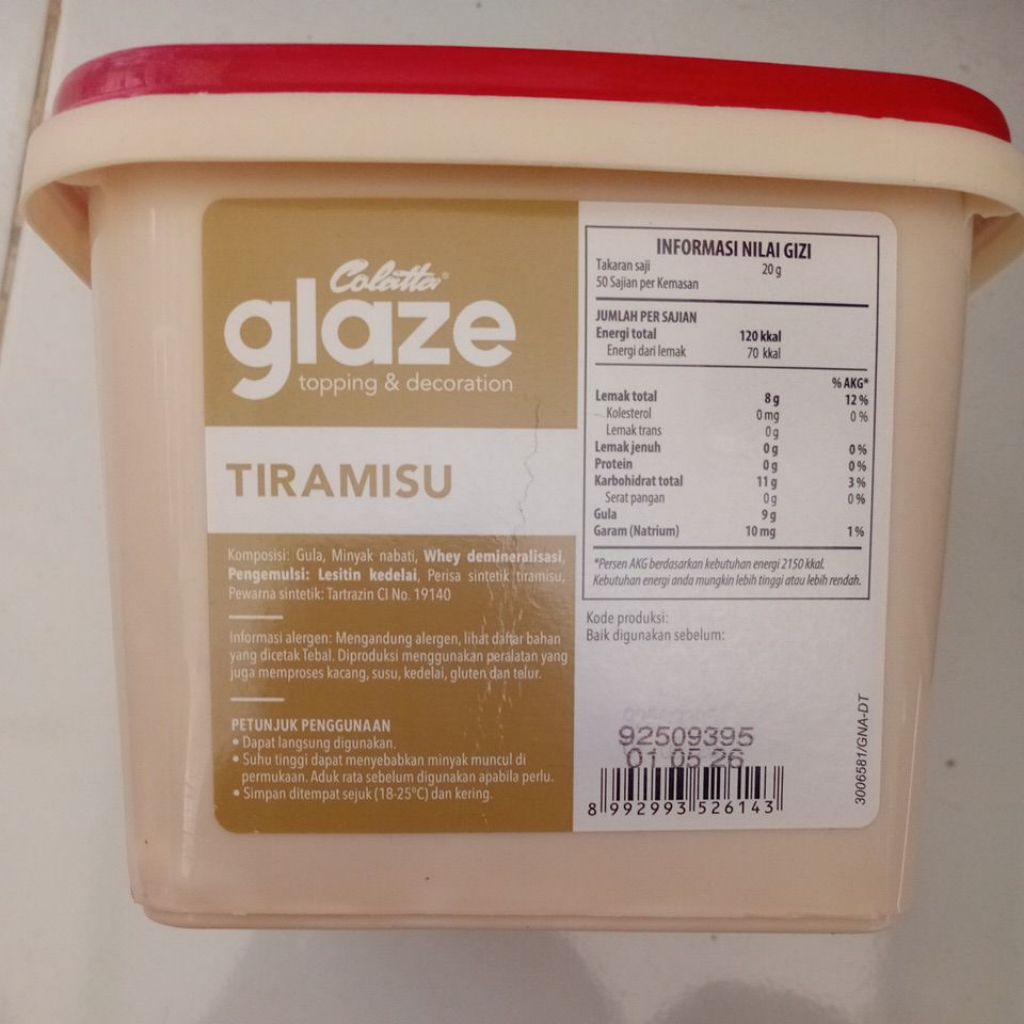 Colatta®
glaze
topping & decoration
TIRAMISU
Komposisi: Gula, Minyak nabati, Whey demineralisasi,
Pengemulsi: Lesitin kedelai, Perisa sintetik tiramisu,
Pewarna sintetik: Tartrazin CI No. 19140
Informasi alergen: Mengandung alergen, lihat daftar bahan
yang dicetak Tebal. Diproduksi menggunakan peralatan yang
juga memproses kacang, susu, kedelai, gluten dan telur.
PETUNJUK PENGGUNAAN
• Dapat langsung digunakan.
• Suhu tinggi dapat menyebabkan minyak muncul di
permukaan. Aduk rata sebelum digunakan apabila perlu.
• Simpan ditempat sejuk (18-25°C) dan kering.
INFORMASI NILAI GIZI
Takaran saji 20 g
50 Sajian per Kemasan
JUMLAH PER SAJIAN
Energi total 120 kkal
Energi dari lemak 70 kkal
% AKG*
Lemak total 8 g 12 %
Kolesterol 0 mg 0 %
Lemak trans 0 g
Lemak jenuh 0 g 0 %
Protein 0 g 0 %
Karbohidrat total 11 g 3 %
Serat pangan 0 g 0 %
Gula 9 g
Garam (Natrium) 10 mg 1 %
*Persen AKG berdasarkan kebutuhan energi 2150 kkal.
Kebutuhan energi anda mungkin lebih tinggi atau lebih rendah.
Kode produksi:
Baik digunakan sebelum:
92509395
01 05 26
8 992993 526143
3006581/GNA-DT